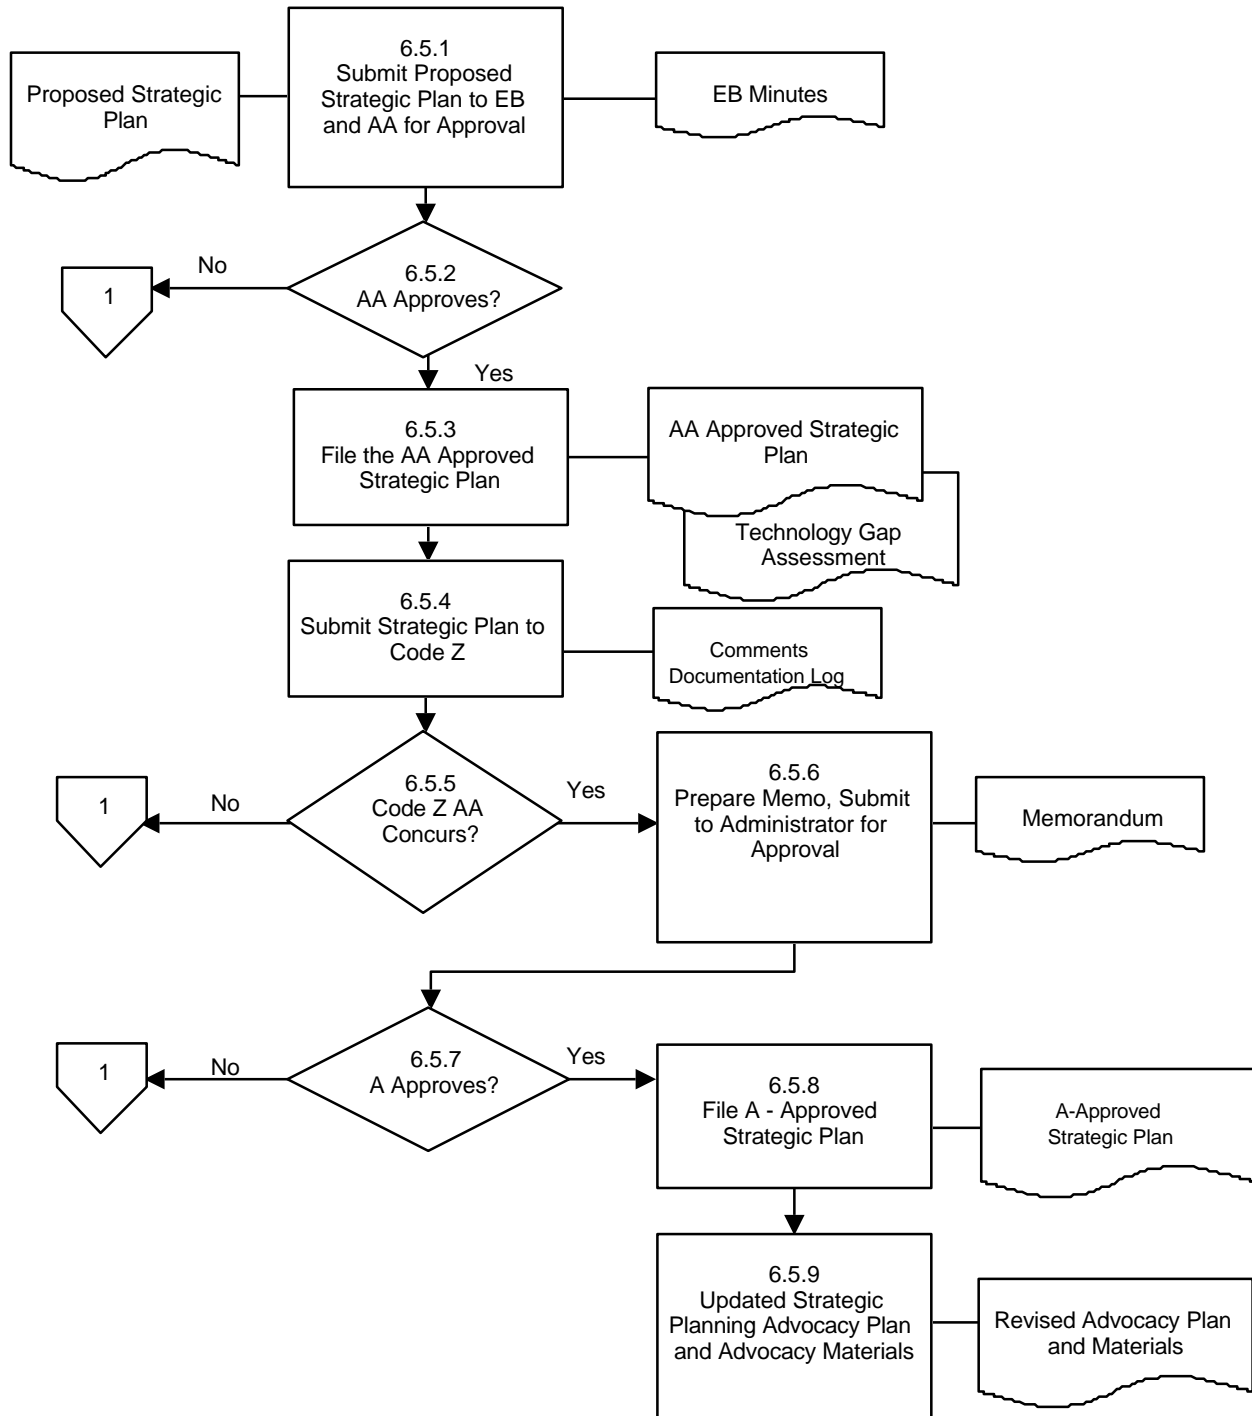 Proposed Strategic
Plan
6.5.1
Submit Proposed
Strategic Plan to EB
and AA for Approval
EB Minutes
No
1
6.5.2
AA Approves?
Yes
6.5.3
File the AA Approved
Strategic Plan
AA Approved Strategic
Plan
Technology Gap
Assessment
6.5.4
Submit Strategic Plan to
Code Z
Comments
Documentation Log
1
No
6.5.5
Code Z AA
Concurs?
Yes
6.5.6
Prepare Memo, Submit
to Administrator for
Approval
Memorandum
1
No
6.5.7
A Approves?
Yes
6.5.8
File A - Approved
Strategic Plan
A-Approved
Strategic Plan
6.5.9
Updated Strategic
Planning Advocacy Plan
and Advocacy Materials
Revised Advocacy Plan
and Materials